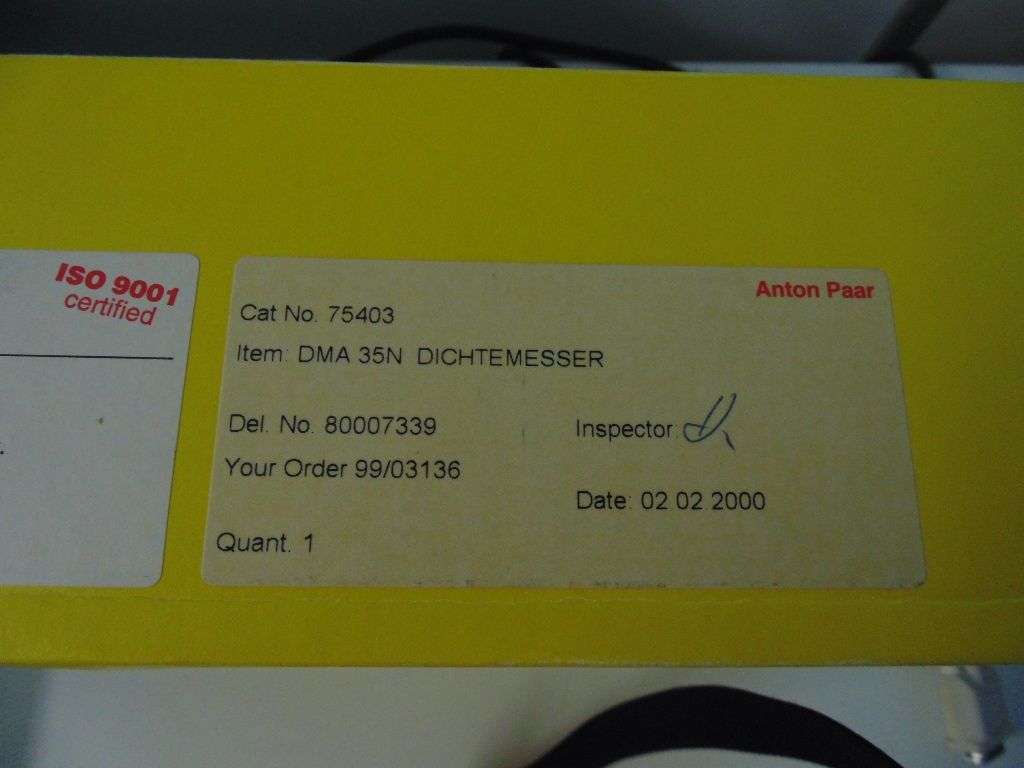 ISO 9001
certified
Anton Paar
Cat No. 75403
Item: DMA 35N DICHTEMESSER
Del. No. 80007339
Inspector:
Your Order 99/03136
Date: 02 02 2000
Quant. 1